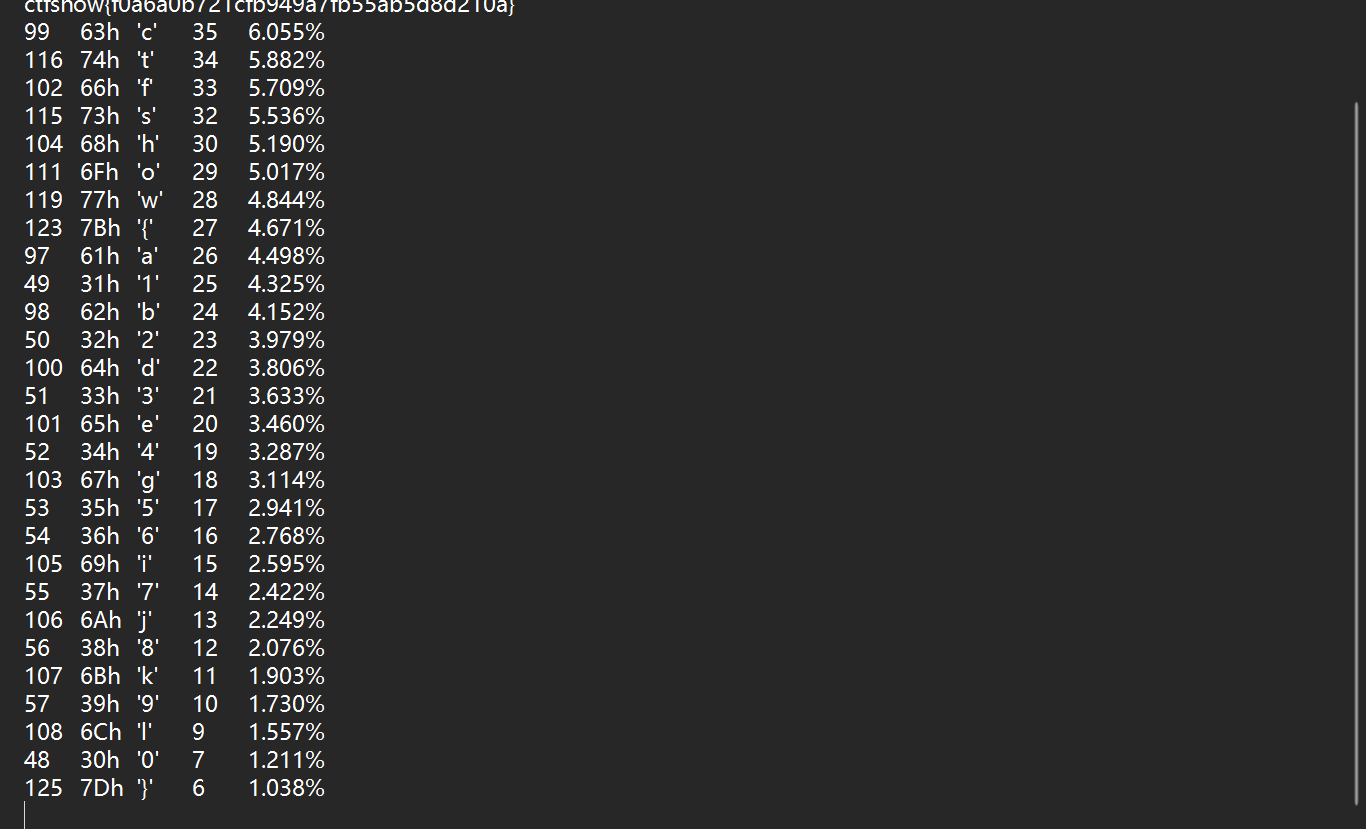 ctfshow{f0a6a0b721cfb949a7fb55ab5d8d210a}
99 63h 'c' 35 6.055%
116 74h 't' 34 5.882%
102 66h 'f' 33 5.709%
115 73h 's' 32 5.536%
104 68h 'h' 30 5.190%
111 6Fh 'o' 29 5.017%
119 77h 'w' 28 4.844%
123 7Bh '{' 27 4.671%
97 61h 'a' 26 4.498%
49 31h '1' 25 4.325%
98 62h 'b' 24 4.152%
50 32h '2' 23 3.979%
100 64h 'd' 22 3.806%
51 33h '3' 21 3.633%
101 65h 'e' 20 3.460%
52 34h '4' 19 3.287%
103 67h 'g' 18 3.114%
53 35h '5' 17 2.941%
54 36h '6' 16 2.768%
105 69h 'i' 15 2.595%
55 37h '7' 14 2.422%
106 6Ah 'j' 13 2.249%
56 38h '8' 12 2.076%
107 6Bh 'k' 11 1.903%
57 39h '9' 10 1.730%
108 6Ch 'l' 9 1.557%
48 30h '0' 7 1.211%
125 7Dh '}' 6 1.038%